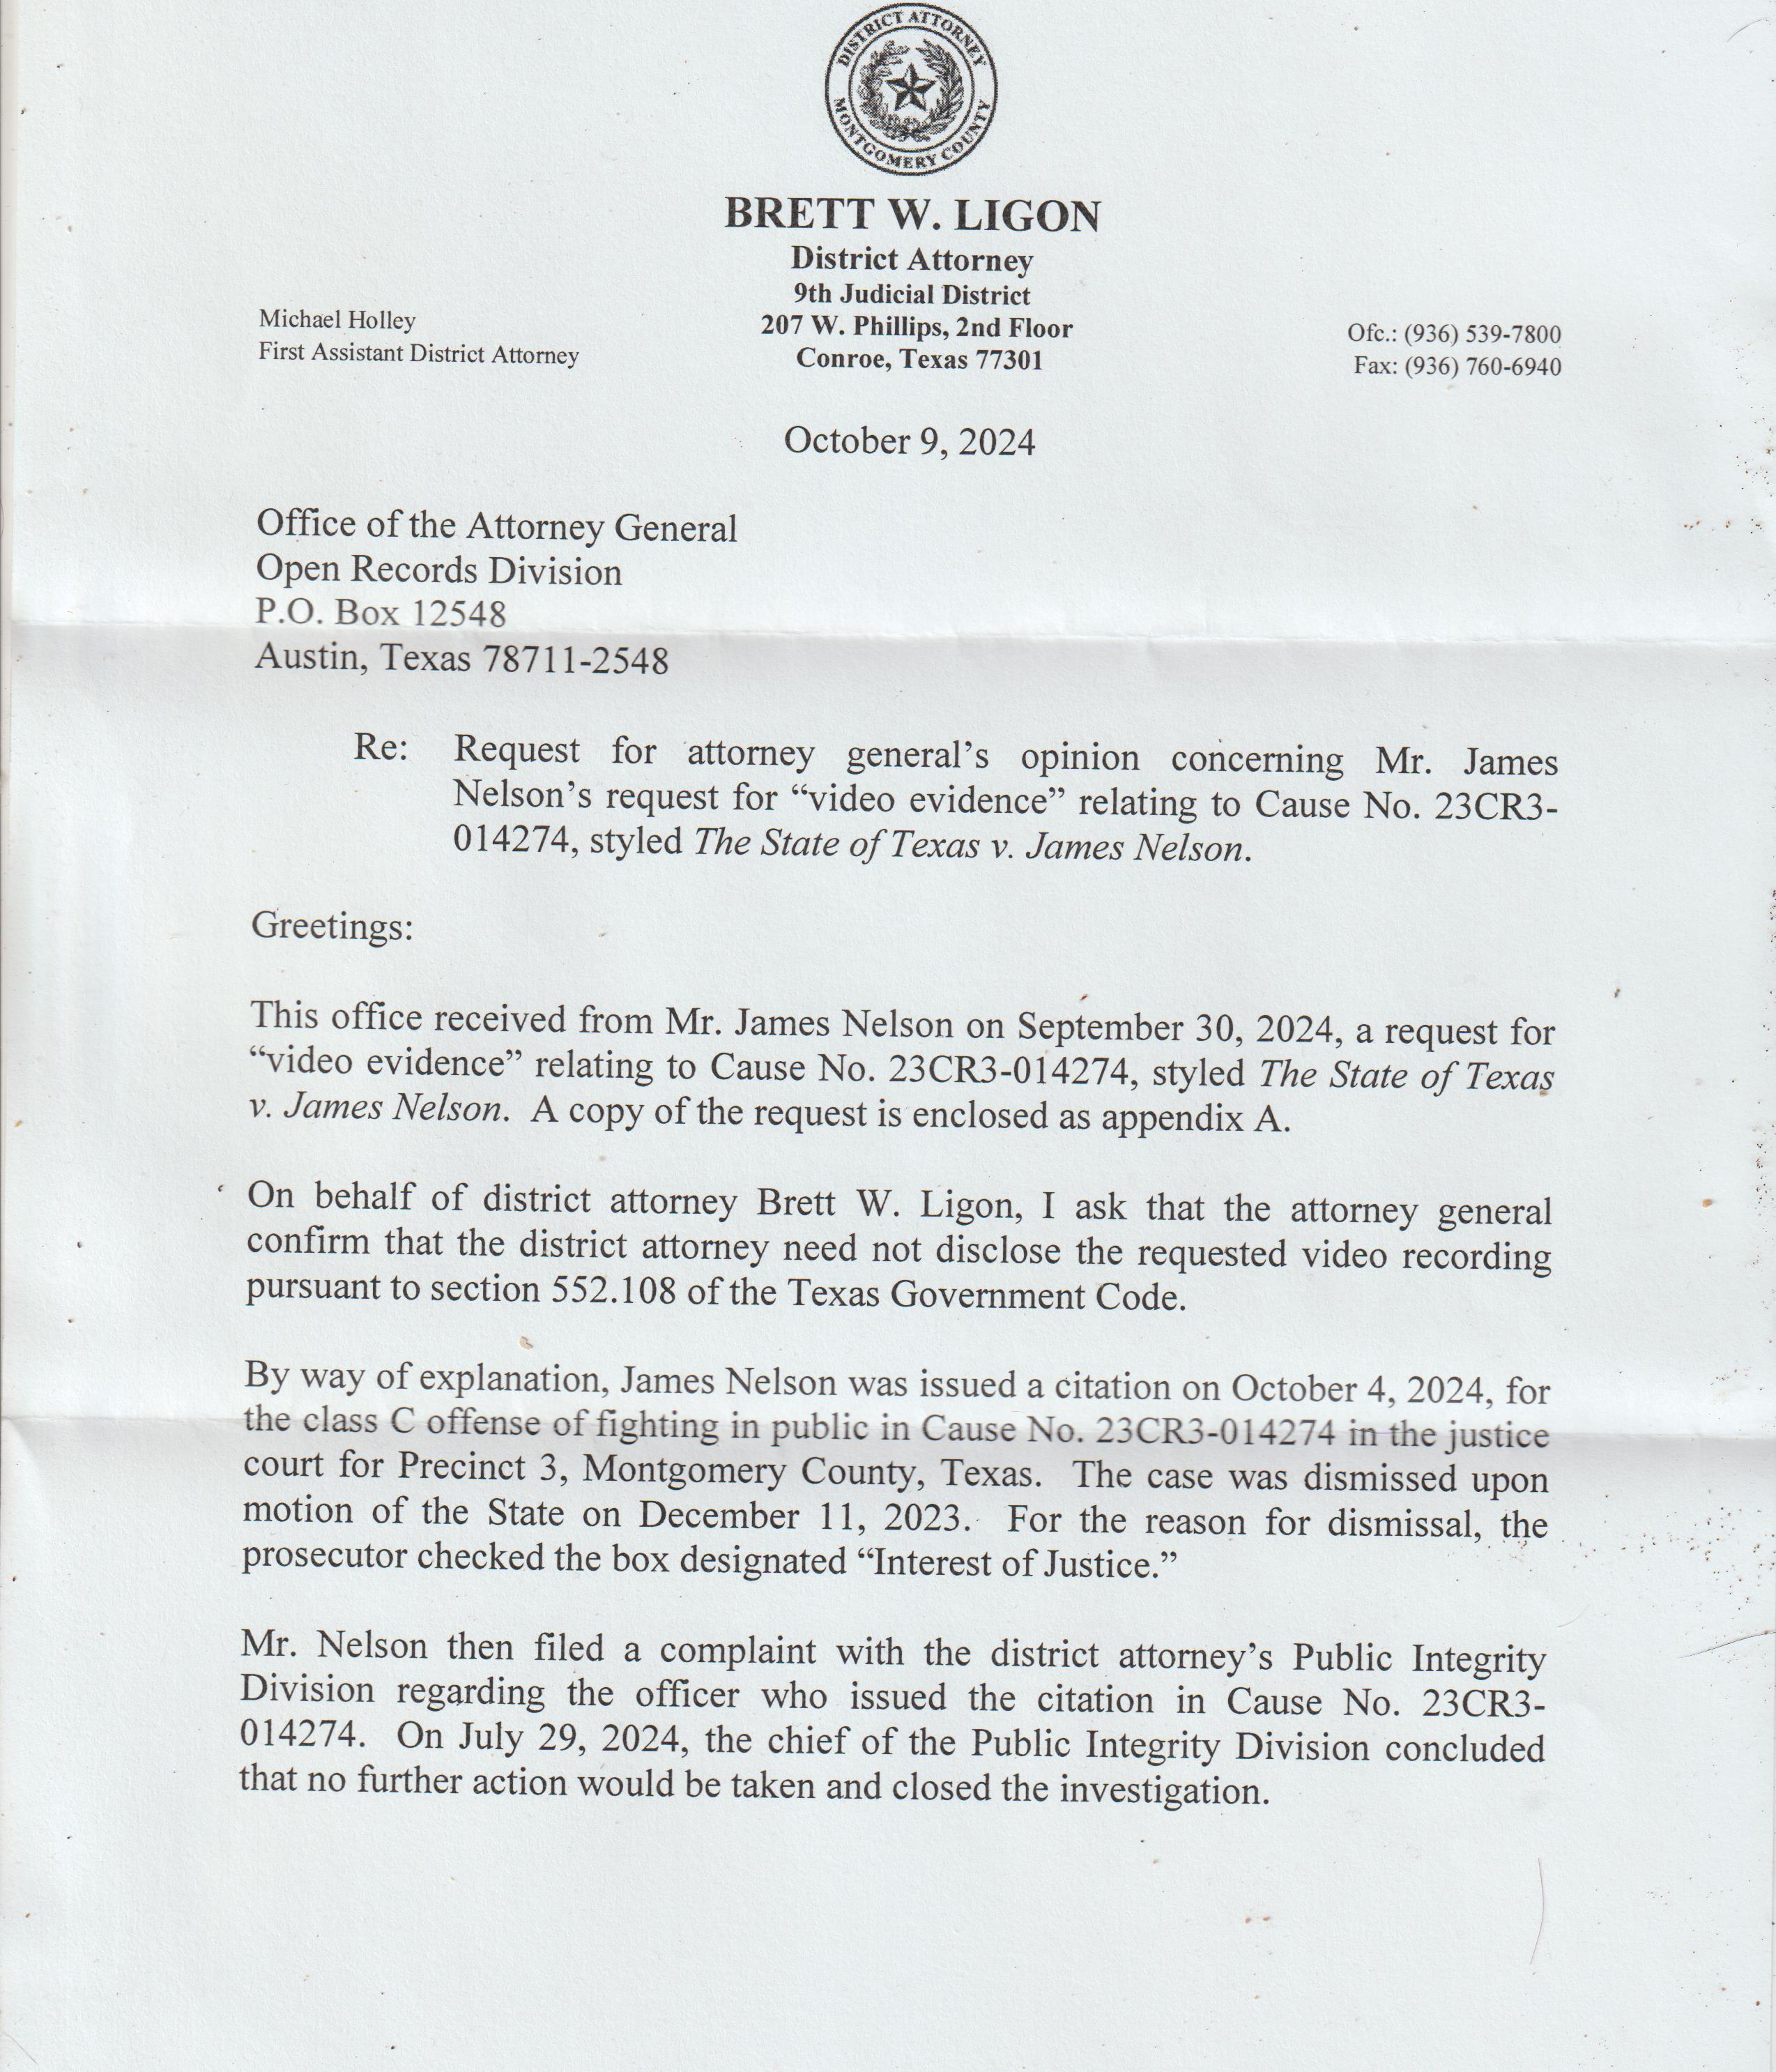 DISTRICT ATTORNEY
MONTGOMERY COUNTY
BRETT W. LIGON
District Attorney
9th Judicial District
207 W. Phillips, 2nd Floor
Conroe, Texas 77301
Michael Holley
First Assistant District Attorney
Ofc.: (936) 539-7800
Fax: (936) 760-6940
October 9, 2024
Office of the Attorney General
Open Records Division
P.O. Box 12548
Austin, Texas 78711-2548
Re: Request for attorney general's opinion concerning Mr. James
Nelson's request for “video evidence” relating to Cause No. 23CR3-
014274, styled The State of Texas v. James Nelson.
Greetings:
This office received from Mr. James Nelson on September 30, 2024, a request for
“video evidence” relating to Cause No. 23CR3-014274, styled The State of Texas
v. James Nelson. A copy of the request is enclosed as appendix A.
On behalf of district attorney Brett W. Ligon, I ask that the attorney general
confirm that the district attorney need not disclose the requested video recording
pursuant to section 552.108 of the Texas Government Code.
By way of explanation, James Nelson was issued a citation on October 4, 2024, for
the class C offense of fighting in public in Cause No. 23CR3-014274 in the justice
court for Precinct 3, Montgomery County, Texas. The case was dismissed upon
motion of the State on December 11, 2023. For the reason for dismissal, the
prosecutor checked the box designated “Interest of Justice.”
Mr. Nelson then filed a complaint with the district attorney's Public Integrity
Division regarding the officer who issued the citation in Cause No. 23CR3-
014274. On July 29, 2024, the chief of the Public Integrity Division concluded
that no further action would be taken and closed the investigation.